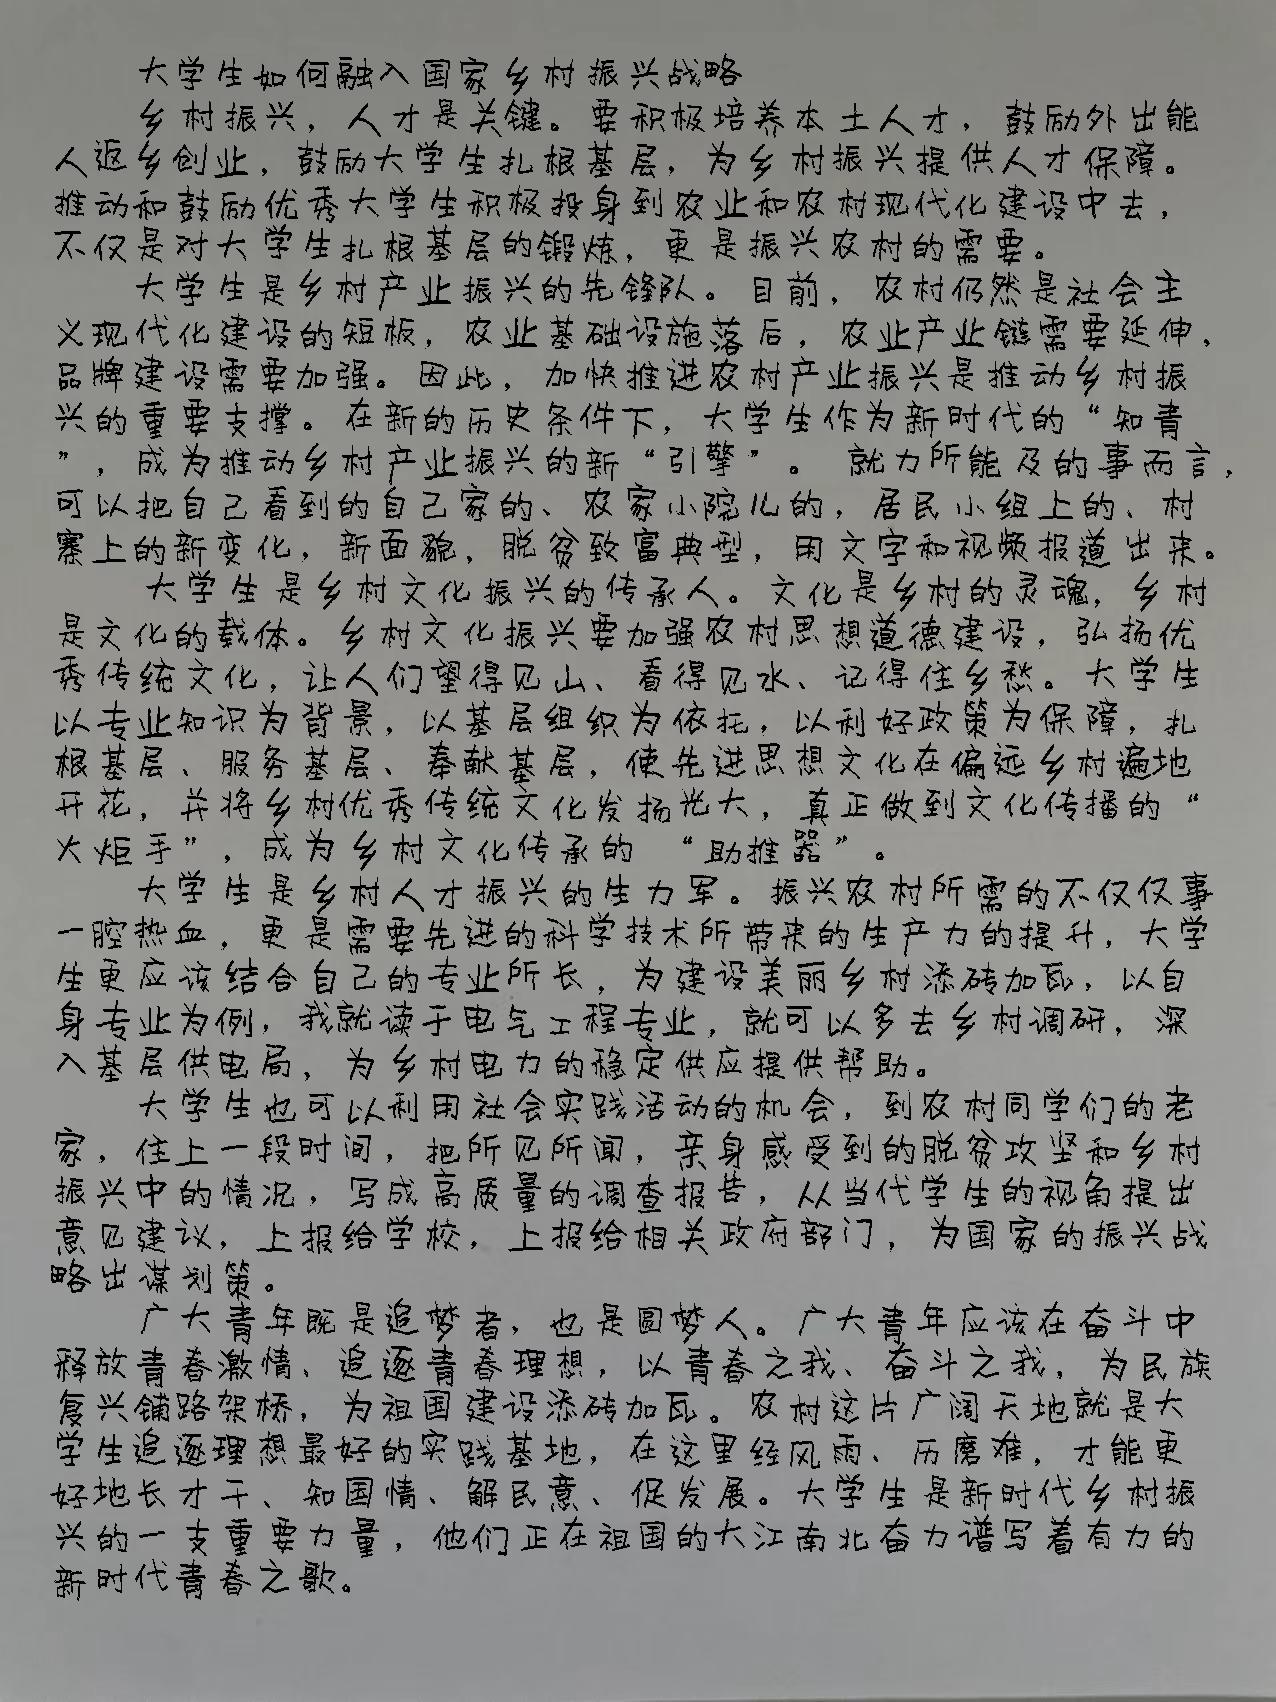 大学生如何融入国家乡村振兴战略
乡村振兴，人才是关键。要积极培养本土人才，鼓励外出能
人返乡创业，鼓励大学生扎根基层，为乡村振兴提供人才保障。
推动和鼓励优秀大学生积极投身到农业和农村现代化建设中去，
不仅是对大学生扎根基层的锻炼，更是振兴农村的需要。
大学生是乡村产业振兴的先锋队。目前，农村仍然是社会主
义现代化建设的短板，农业基础设施落后，农业产业链需要延伸，
品牌建设需要加强。因此，加快推进农村产业振兴是推动乡村振
兴的重要支撑。在新的历史条件下，大学生作为新时代的“知青
”，成为推动乡村产业振兴的新“引擎”。就力所能及的事而言，
可以把自己看到的自己家的、农家小院儿的，居民小组上的、村
寨上的新变化，新面貌，脱贫致富典型，用文字和视频报道出来。
大学生是乡村文化振兴的传承人。文化是乡村的灵魂，乡村
是文化的载体。乡村文化振兴要加强农村思想道德建设，弘扬优
秀传统文化，让人们望得见山、看得见水、记得住乡愁。大学生
以专业知识为背景，以基层组织为依托，以利好政策为保障，扎
根基层、服务基层、奉献基层，使先进思想文化在偏远乡村遍地
开花，并将乡村优秀传统文化发扬光大，真正做到文化传播的“
火炬手”，成为乡村文化传承的“助推器”。
大学生是乡村人才振兴的生力军。振兴农村所需的不仅仅事
一腔热血，更是需要先进的科学技术所带来的生产力的提升，大学
生更应该结合自己的专业所长，为建设美丽乡村添砖加瓦，以自
身专业为例，我就读于电气工程专业，就可以多去乡村调研，深
入基层供电局，为乡村电力的稳定供应提供帮助。
大学生也可以利用社会实践活动的机会，到农村同学们的老
家，住上一段时间，把所见所闻，亲身感受到的脱贫攻坚和乡村
振兴中的情况，写成高质量的调查报告，从当代学生的视角提出
意见建议，上报给学校，上报给相关政府部门，为国家的振兴战
略出谋划策。
广大青年既是追梦者，也是圆梦人。广大青年应该在奋斗中
释放青春激情、追逐青春理想，以青春之我、奋斗之我，为民族
复兴铺路架桥，为祖国建设添砖加瓦。农村这片广阔天地就是大
学生追逐理想最好的实践基地，在这里经风雨、历磨难，才能更
好地长才干、知国情、解民意、促发展。大学生是新时代乡村振
兴的一支重要力量，他们正在祖国的大江南北奋力谱写着有力的
新时代青春之歌。